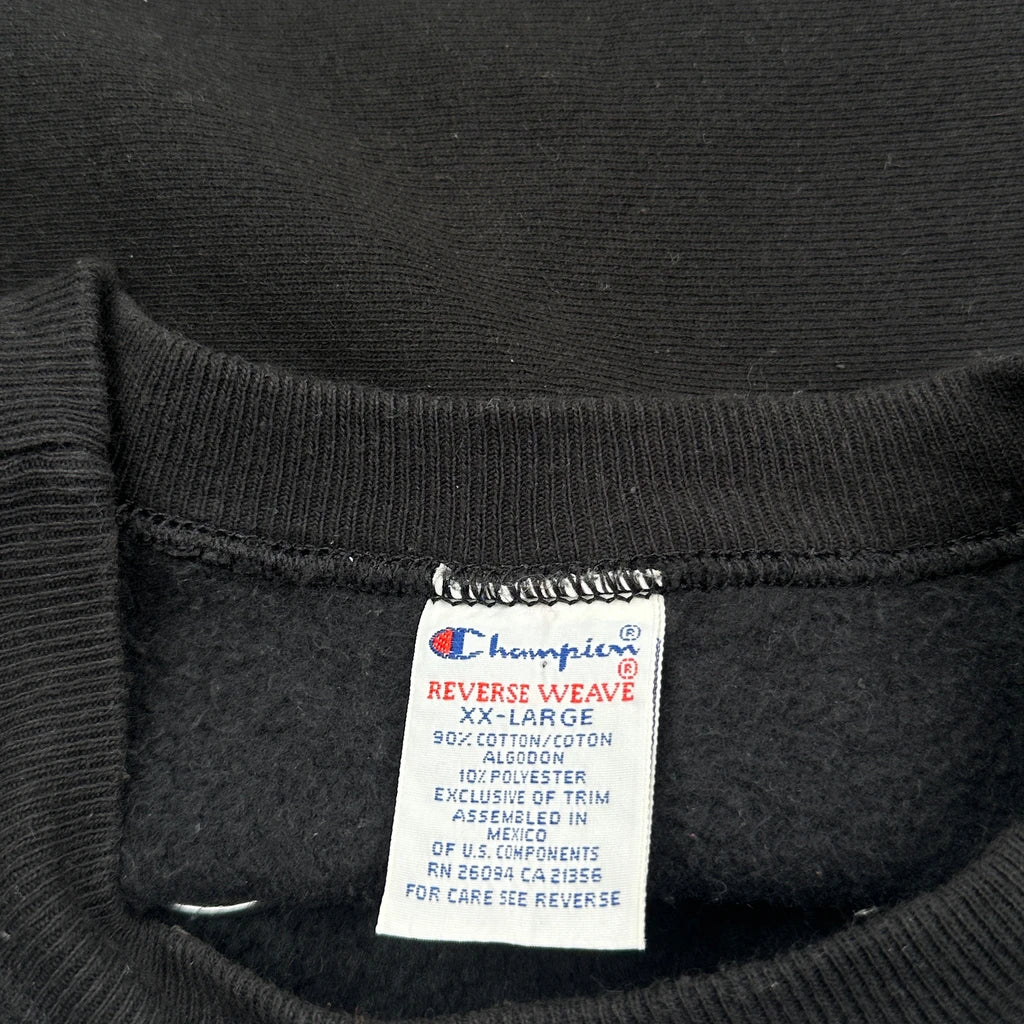 Champion®
®
REVERSE WEAVE
XX-LARGE
90% COTTON/COTON
ALGODON
10% POLYESTER
EXCLUSIVE OF TRIM
ASSEMBLED IN
MEXICO
OF U.S. COMPONENTS
RN 26094 CA 21356
FOR CARE SEE REVERSE